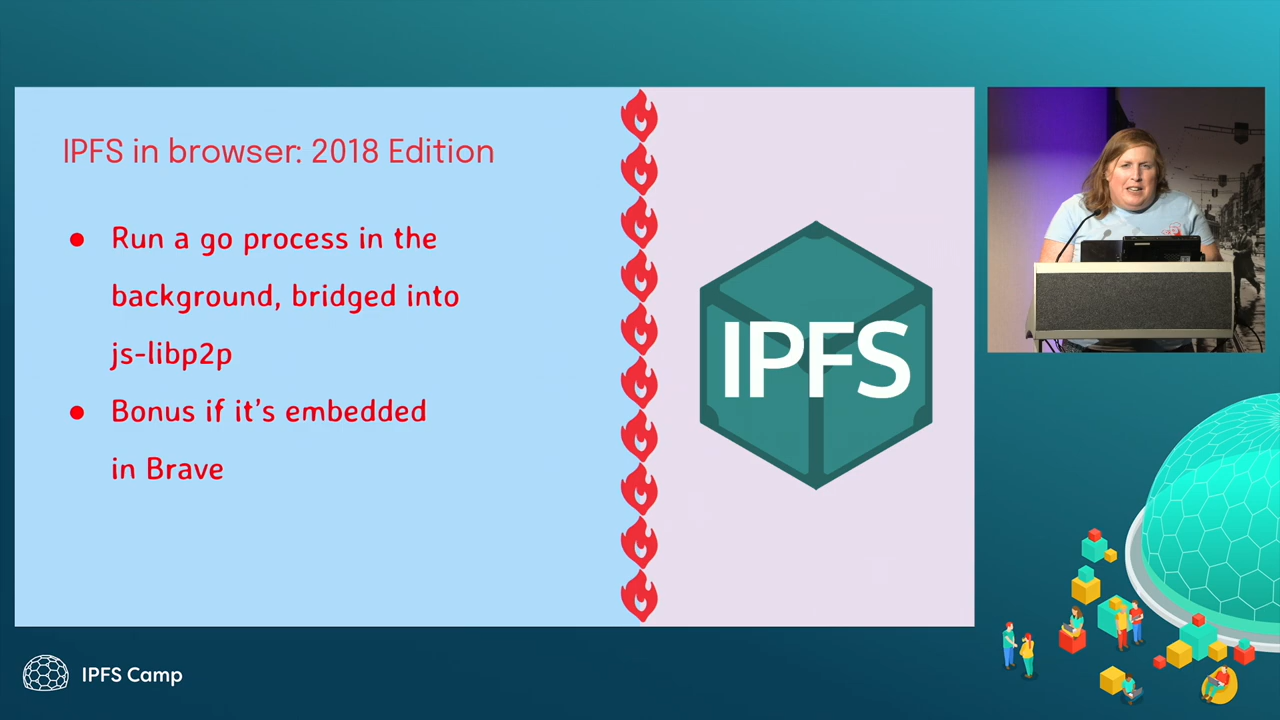 IPFS in browser: 2018 Edition
● Run a go process in the
background, bridged into
js-libp2p
● Bonus if it's embedded
in Brave
IPFS
IPFS Camp